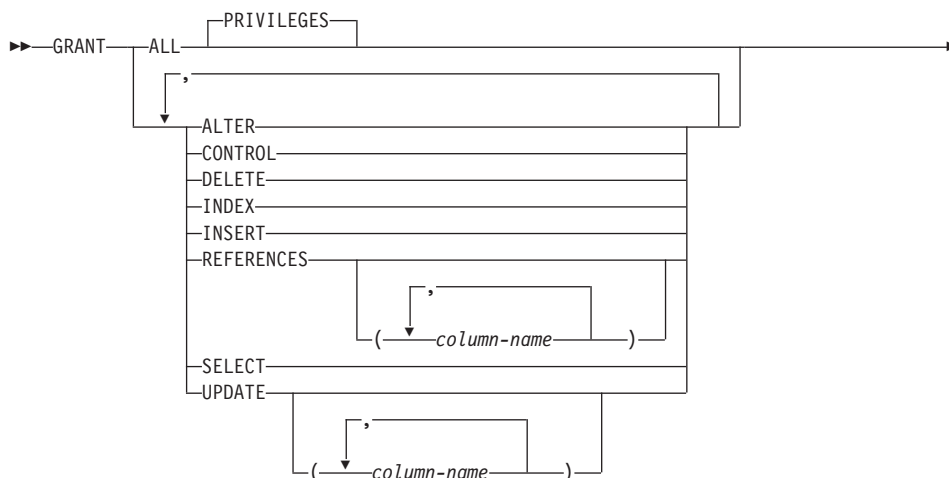 PRIVILEGES
GRANT ALL
,
ALTER
CONTROL
DELETE
INDEX
INSERT
REFERENCES
,
( column-name )
SELECT
UPDATE
,
( column-name )